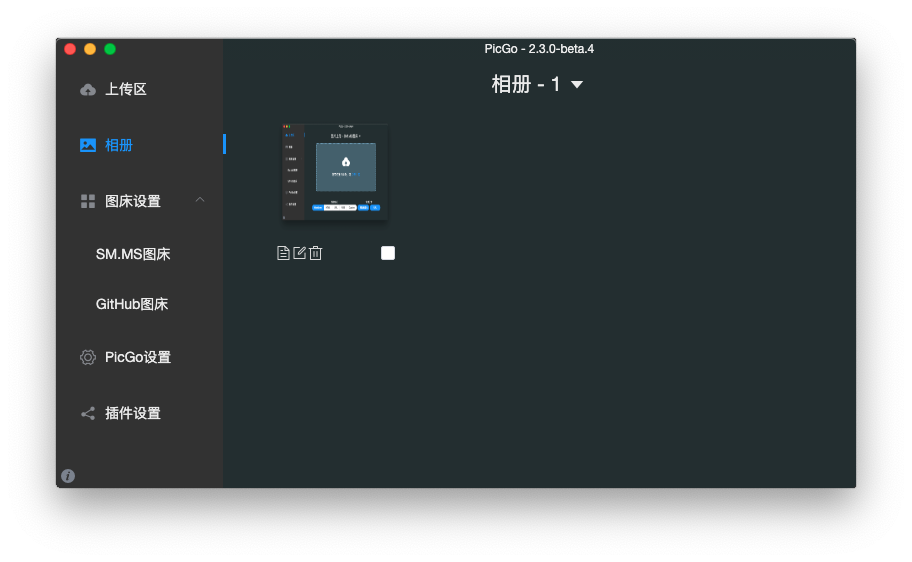 PicGo - 2.3.0-beta.4
上传区
相册
图床设置
SM.MS图床
GitHub图床
PicGo设置
插件设置
相册 - 1